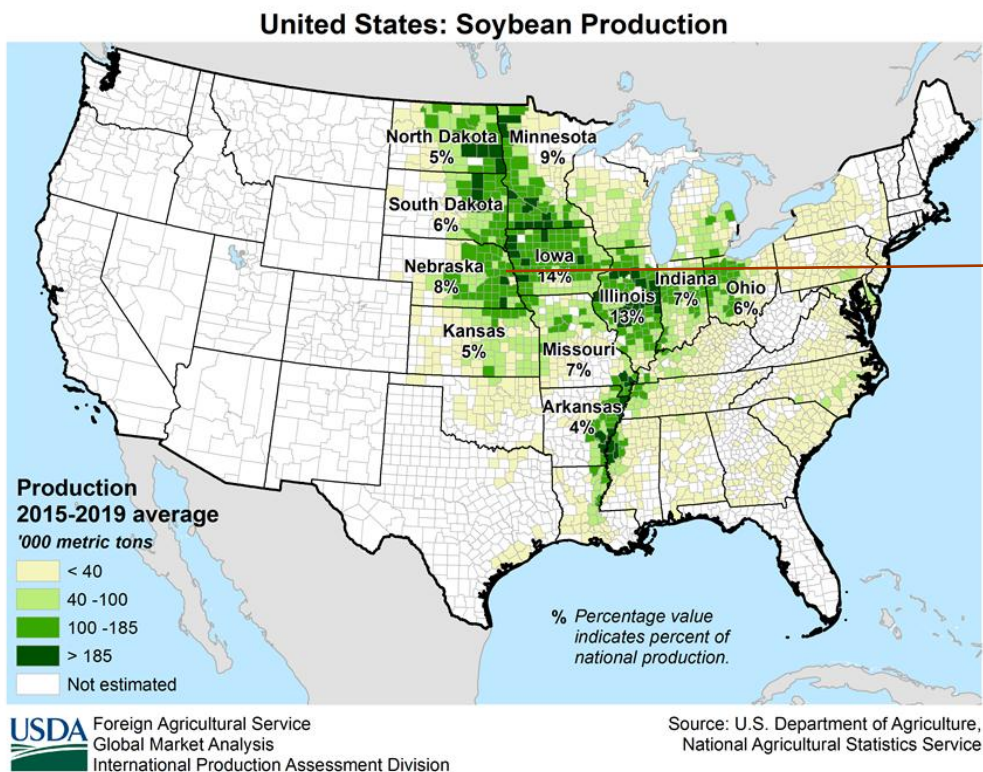 United States: Soybean Production
North Dakota
5%
Minnesota
9%
South Dakota
6%
Nebraska
8%
Iowa
14%
Illinois
13%
Indiana
7%
Ohio
6%
Kansas
5%
Missouri
7%
Arkansas
4%
Production
2015-2019 average
'000 metric tons
< 40
40 -100
100 -185
> 185
Not estimated
% Percentage value
indicates percent of
national production.
USDA
Foreign Agricultural Service
Global Market Analysis
International Production Assessment Division
Source: U.S. Department of Agriculture,
National Agricultural Statistics Service